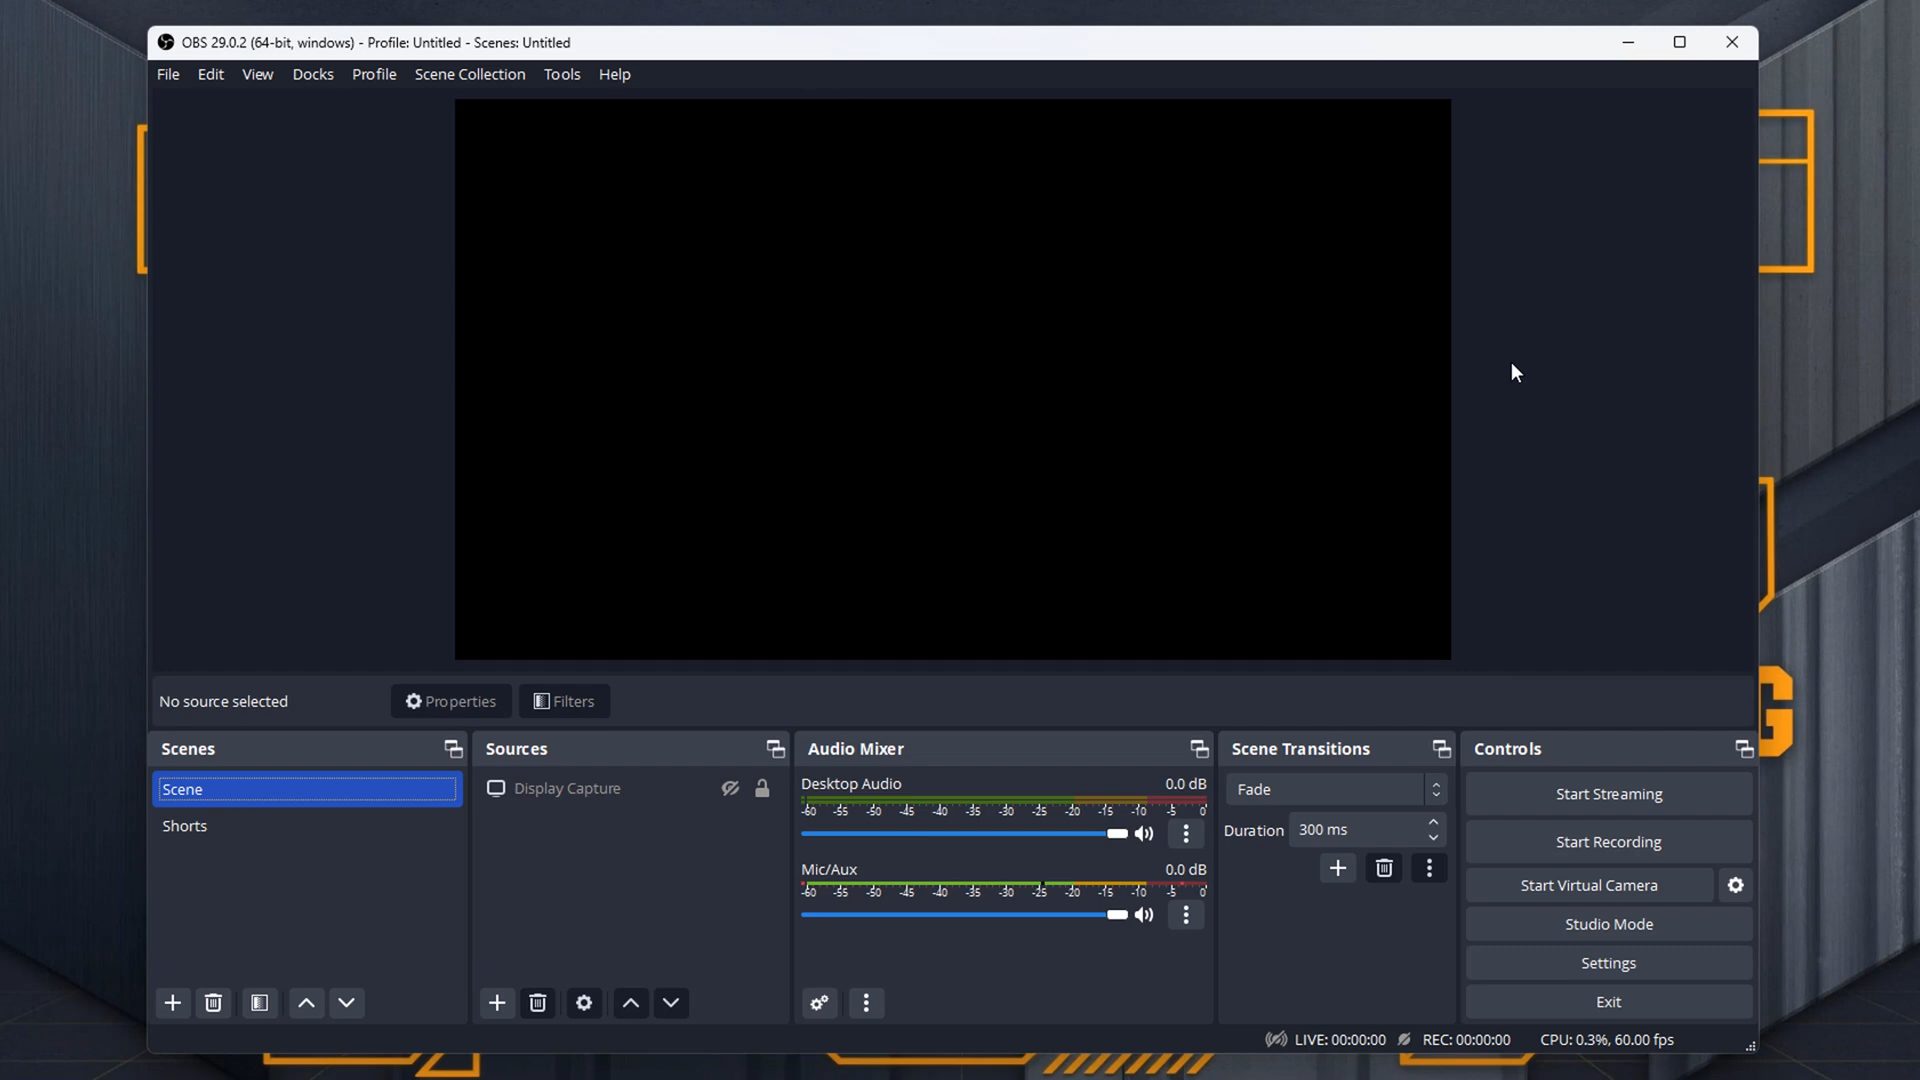 OBS 29.0.2 (64-bit, windows) - Profile: Untitled - Scenes: Untitled
File Edit View Docks Profile Scene Collection Tools Help
No source selected Properties Filters
Scenes
Scene
Shorts
Sources
Display Capture
Audio Mixer
Desktop Audio 0.0 dB
-60 -55 -50 -45 -40 -35 -30 -25 -20 -15 -10 -5 0
Mic/Aux 0.0 dB
-60 -55 -50 -45 -40 -35 -30 -25 -20 -15 -10 -5 0
Scene Transitions
Fade
Duration 300 ms
Controls
Start Streaming
Start Recording
Start Virtual Camera
Studio Mode
Settings
Exit
LIVE: 00:00:00 REC: 00:00:00 CPU: 0.3%, 60.00 fps
G